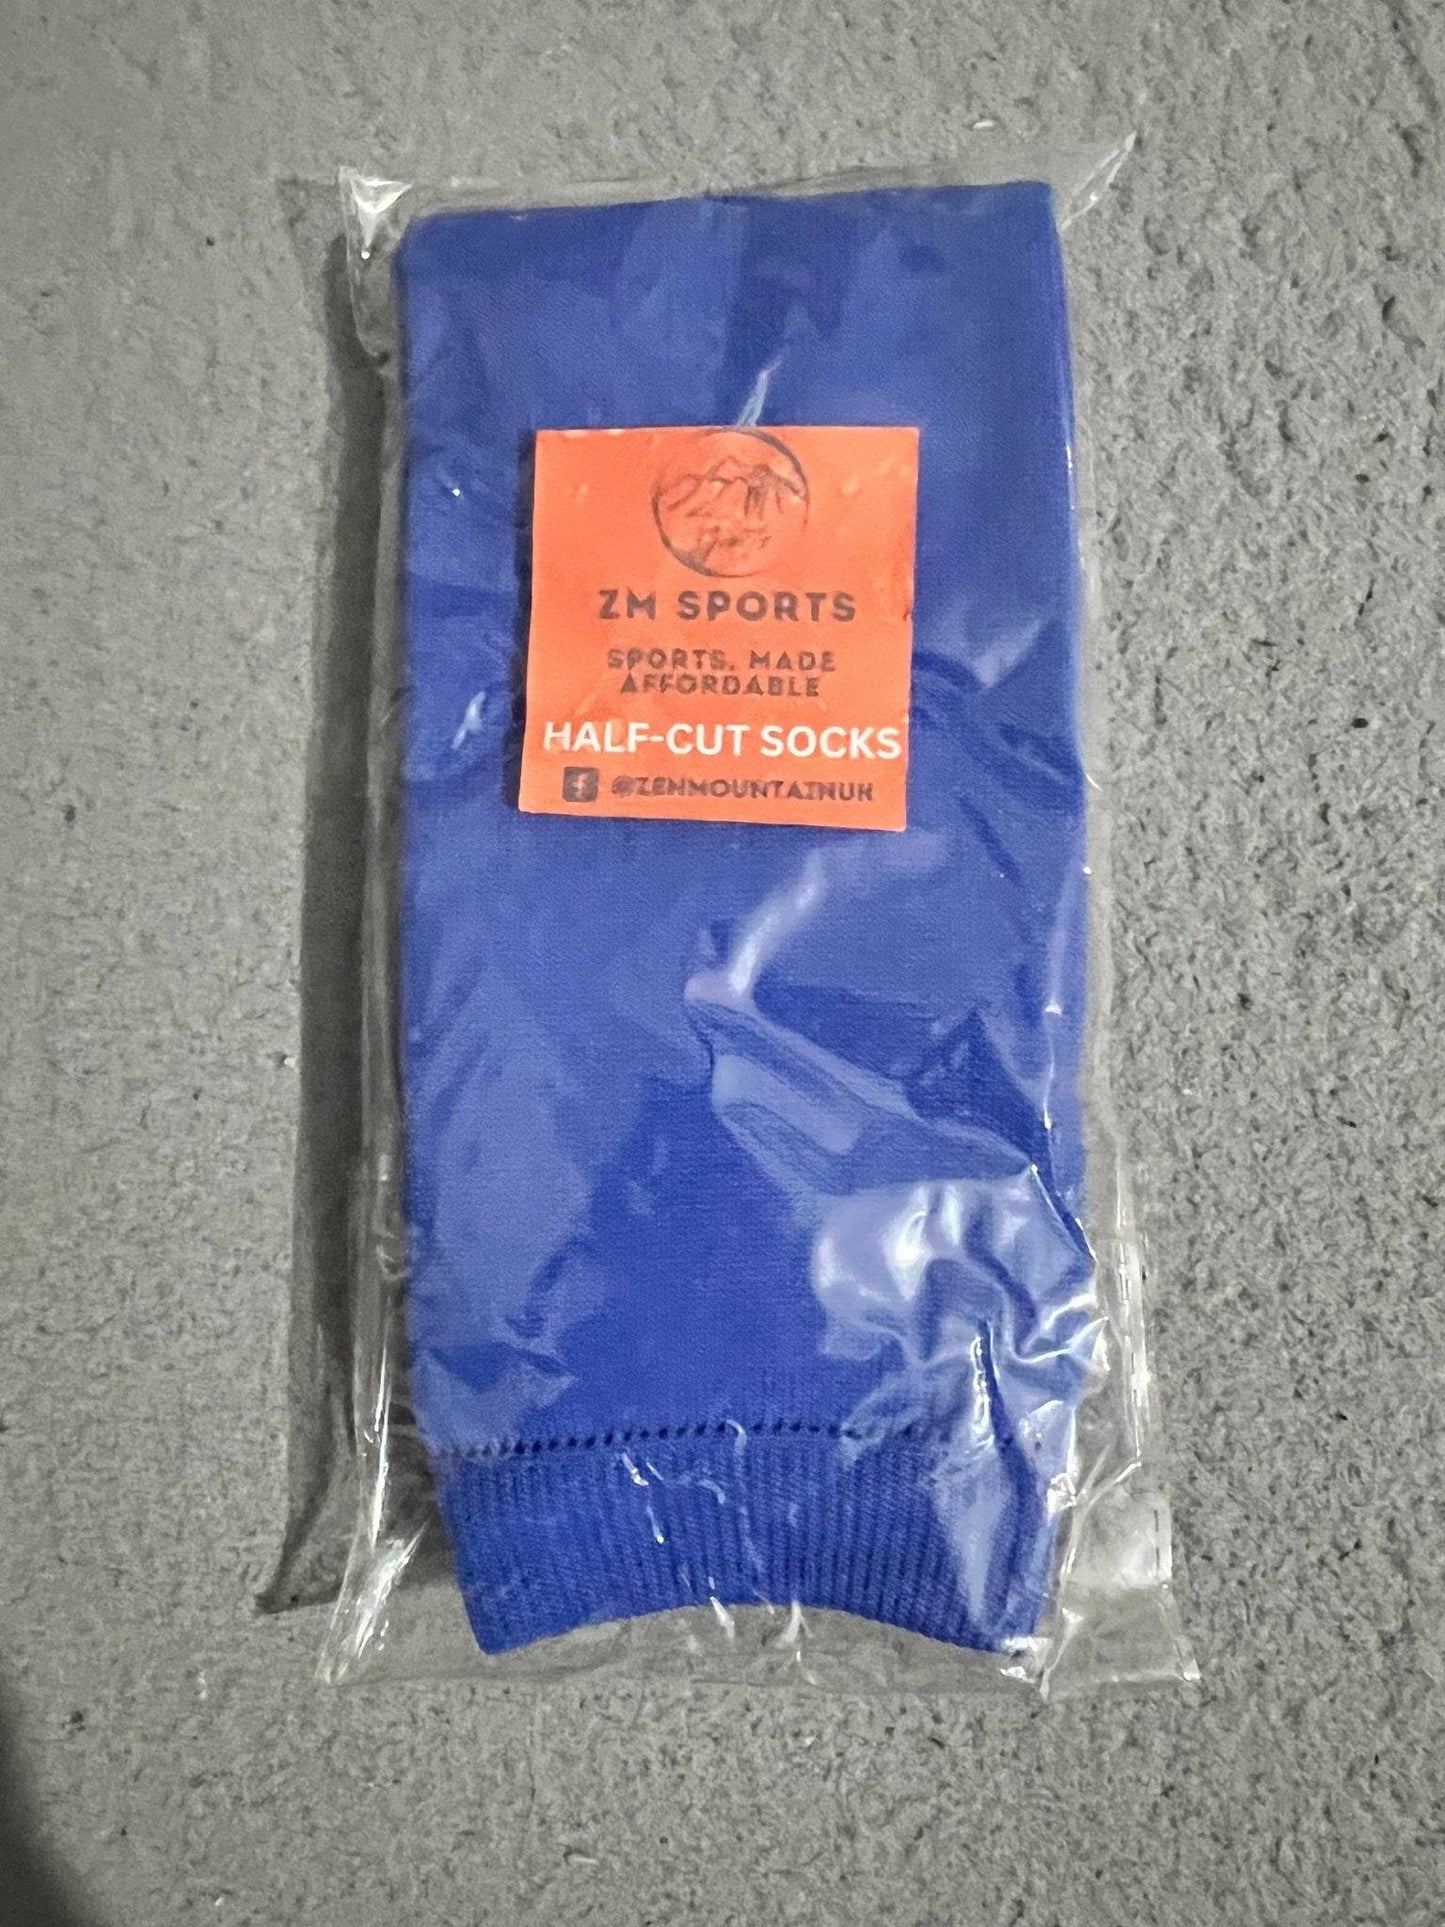 ZM SPORTS
SPORTS, MADE
AFFORDABLE
HALF-CUT SOCKS
f @ZENMOUNTAINUK